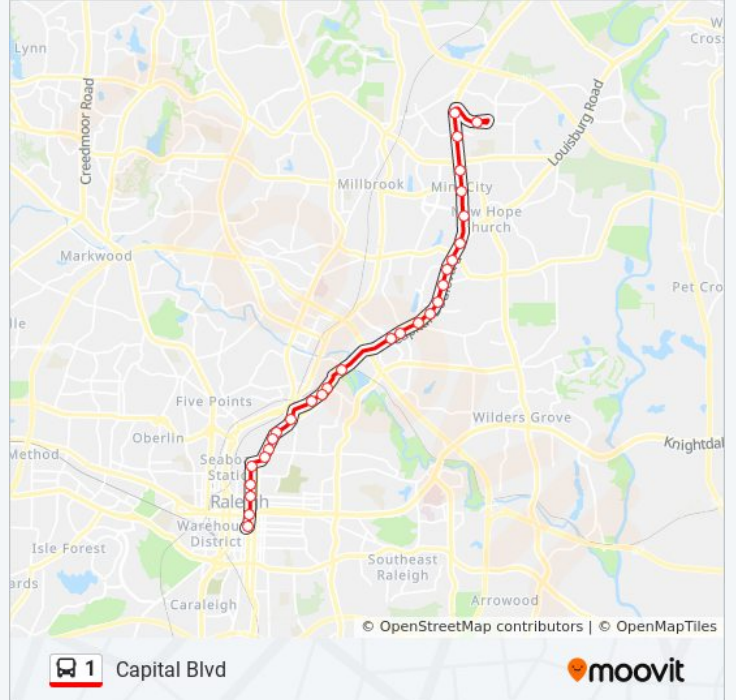 W
Cros
Lynn
Creedmoor Road
Louisburg Road
Millbrook
Mini City
New Hope
Church
Markwood
Pet Cro
lle
Five Points
Wilders Grove
Oberlin
Knightdal
Method
Seabo
Stati
Raleigh
Warehou
District
Isle Forest
Southeast
Raleigh
ards
Arrowood
Caraleigh
© OpenStreetMap contributors | © OpenMapTiles
1 Capital Blvd
moovit